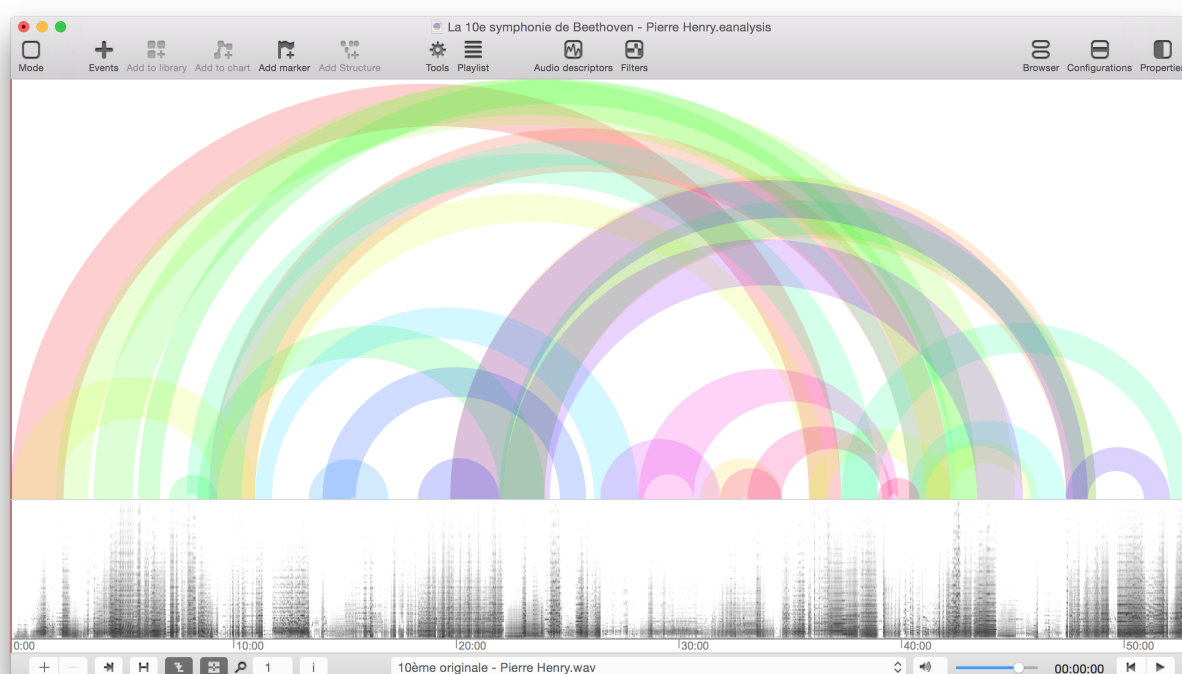 La 10e symphonie de Beethoven - Pierre Henry.eanalysis
Mode Events Add to library Add to chart Add marker Add Structure Tools Playlist Audio descriptors Filters Browser Configurations Properties
0:00 10:00 20:00 30:00 40:00 50:00
1 i 10ème originale - Pierre Henry.wav 00:00:00